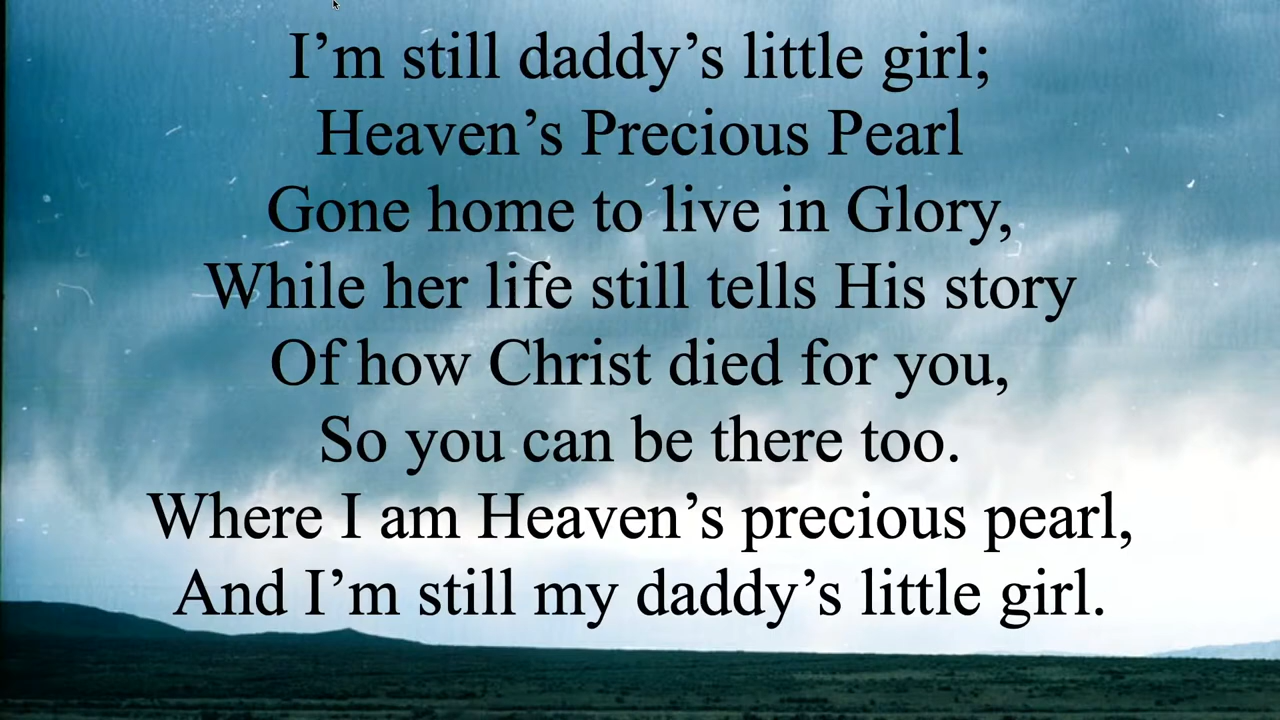 I’m still daddy’s little girl;
Heaven’s Precious Pearl
Gone home to live in Glory,
While her life still tells His story
Of how Christ died for you,
So you can be there too.
Where I am Heaven’s precious pearl,
And I’m still my daddy’s little girl.